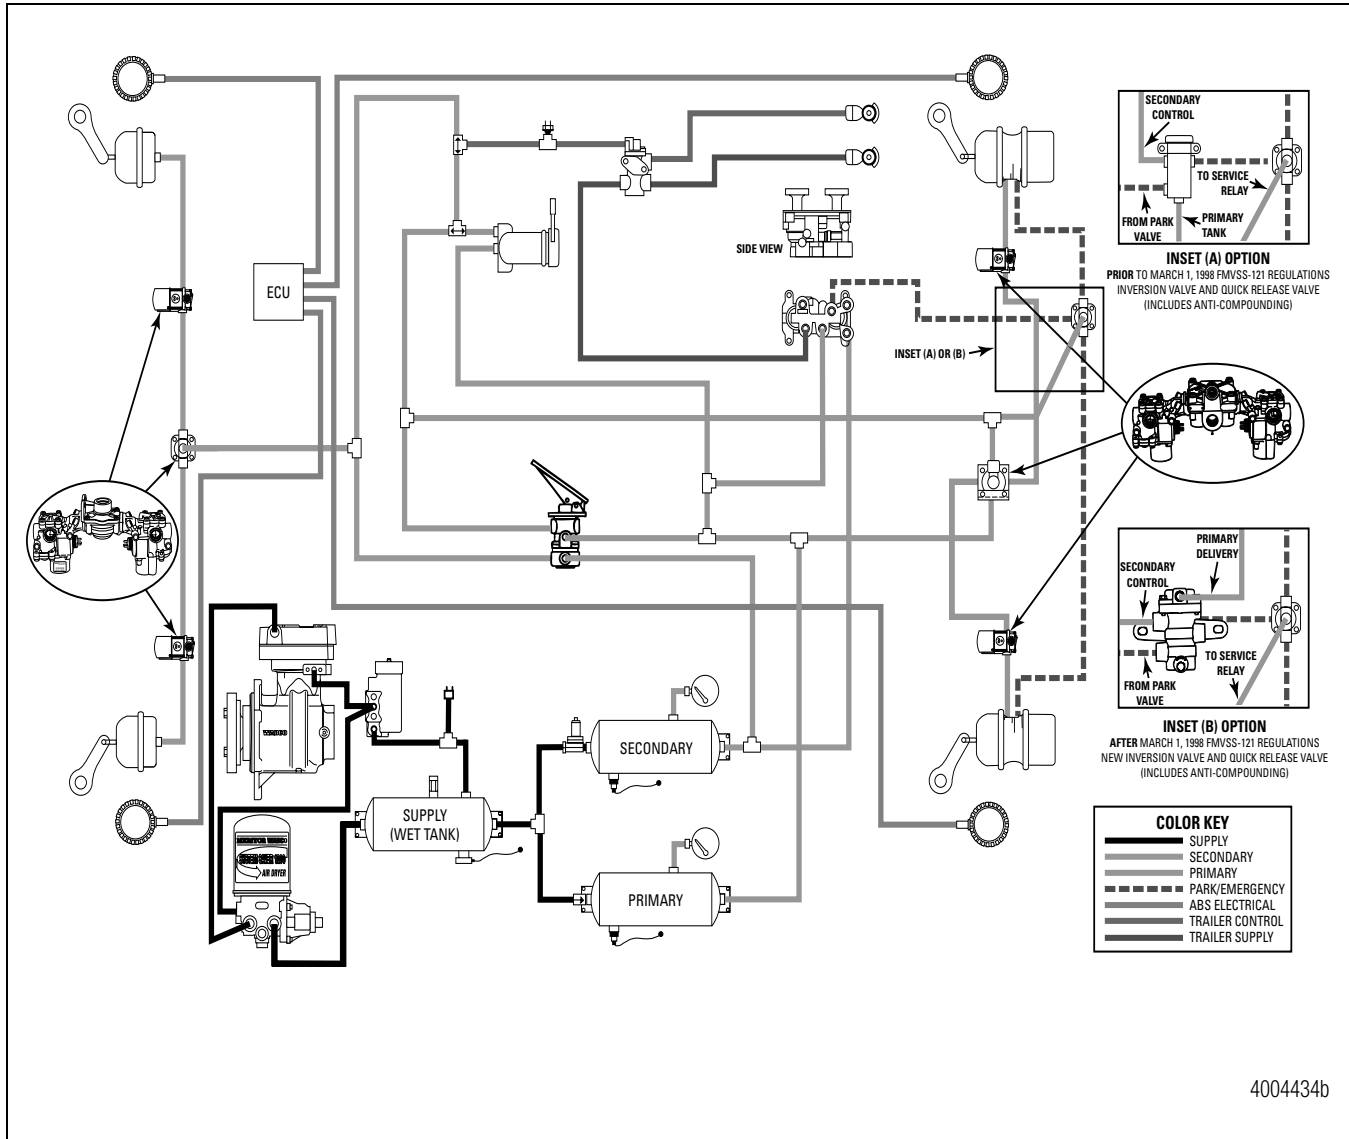 SECONDARY
CONTROL
TO SERVICE
RELAY
FROM PARK
VALVE
PRIMARY
TANK
INSET (A) OPTION
PRIOR TO MARCH 1, 1998 FMVSS-121 REGULATIONS
INVERSION VALVE AND QUICK RELEASE VALVE
(INCLUDES ANTI-COMPOUNDING)
SIDE VIEW
ECU
INSET (A) OR (B)
PRIMARY
DELIVERY
SECONDARY
CONTROL
TO SERVICE
RELAY
FROM PARK
VALVE
INSET (B) OPTION
AFTER MARCH 1, 1998 FMVSS-121 REGULATIONS
NEW INVERSION VALVE AND QUICK RELEASE VALVE
(INCLUDES ANTI-COMPOUNDING)
WABCO
SECONDARY
SUPPLY
(WET TANK)
AIR DRYER
PRIMARY
COLOR KEY
SUPPLY
SECONDARY
PRIMARY
PARK/EMERGENCY
ABS ELECTRICAL
TRAILER CONTROL
TRAILER SUPPLY
4004434b